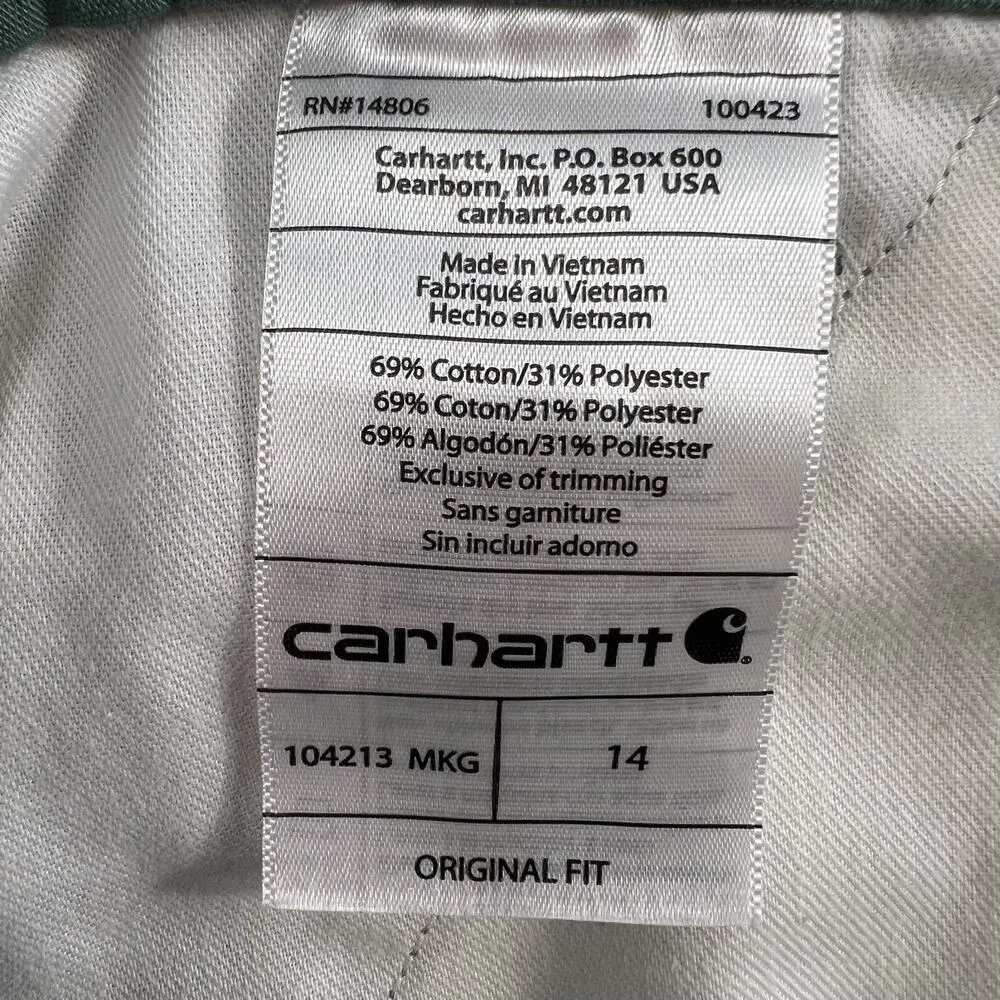 RN#14806 100423
Carhartt, Inc. P.O. Box 600
Dearborn, MI 48121 USA
carhartt.com
Made in Vietnam
Fabriqué au Vietnam
Hecho en Vietnam
69% Cotton/31% Polyester
69% Coton/31% Polyester
69% Algodón/31% Poliéster
Exclusive of trimming
Sans garniture
Sin incluir adorno
carhartt
104213 MKG 14
ORIGINAL FIT